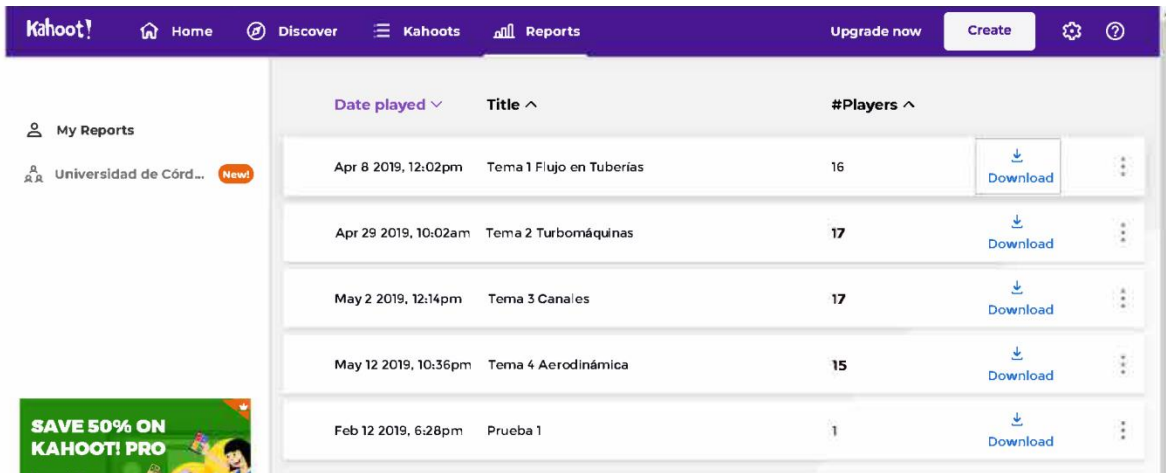 Kahoot! Home Discover Kahoots Reports Upgrade now Create
Date played Title #Players
My Reports
Universidad de Córd... New!
Apr 8 2019, 12:02pm Tema 1 Flujo en Tuberías 16 Download
Apr 29 2019, 10:02am Tema 2 Turbomáquinas 17 Download
May 2 2019, 12:14pm Tema 3 Canales 17 Download
May 12 2019, 10:36pm Tema 4 Aerodinámica 15 Download
SAVE 50% ON
KAHOOT! PRO
Feb 12 2019, 6:28pm Prueba 1 1 Download